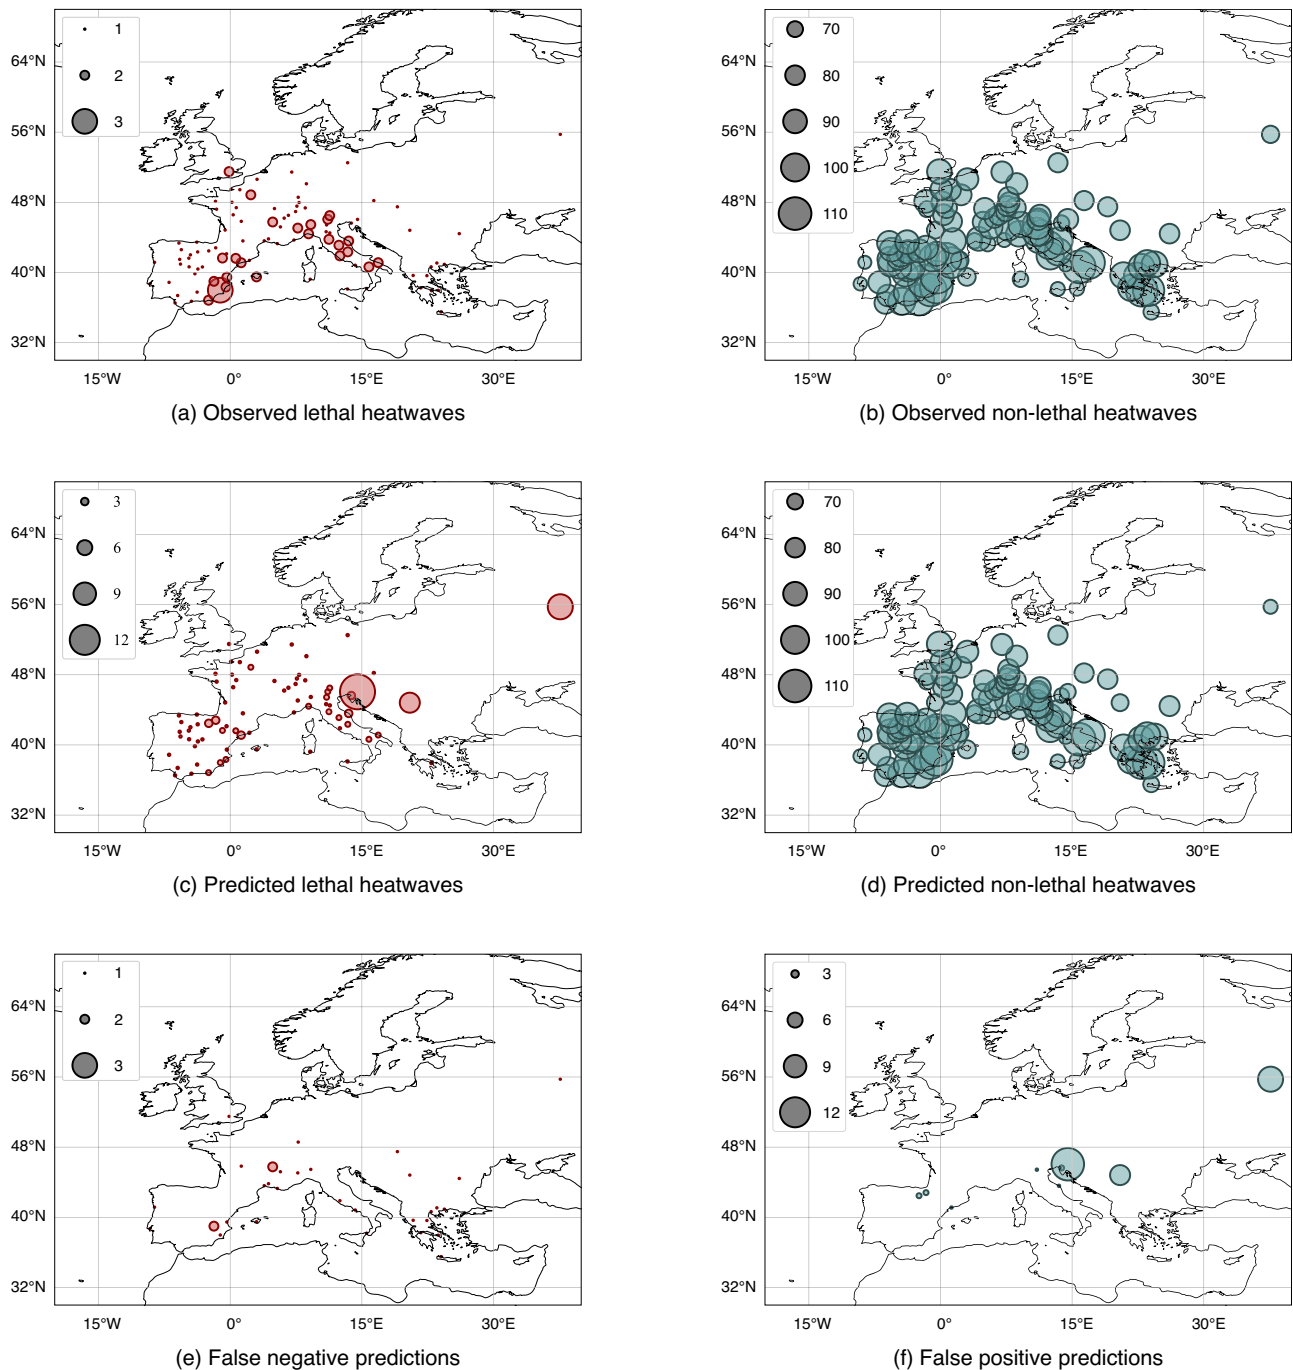 1
2
3
64°N
56°N
48°N
40°N
32°N
15°W 0° 15°E 30°E
(a) Observed lethal heatwaves
70
80
90
100
110
64°N
56°N
48°N
40°N
32°N
15°W 0° 15°E 30°E
(b) Observed non-lethal heatwaves
3
6
9
12
64°N
56°N
48°N
40°N
32°N
15°W 0° 15°E 30°E
(c) Predicted lethal heatwaves
70
80
90
100
110
64°N
56°N
48°N
40°N
32°N
15°W 0° 15°E 30°E
(d) Predicted non-lethal heatwaves
1
2
3
64°N
56°N
48°N
40°N
32°N
15°W 0° 15°E 30°E
(e) False negative predictions
3
6
9
12
64°N
56°N
48°N
40°N
32°N
15°W 0° 15°E 30°E
(f) False positive predictions